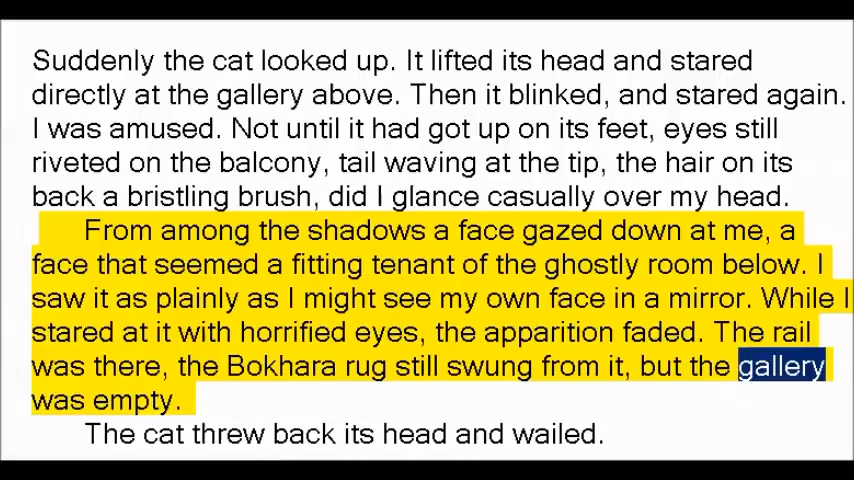 Suddenly the cat looked up. It lifted its head and stared
directly at the gallery above. Then it blinked, and stared again.
I was amused. Not until it had got up on its feet, eyes still
riveted on the balcony, tail waving at the tip, the hair on its
back a bristling brush, did I glance casually over my head.
From among the shadows a face gazed down at me, a
face that seemed a fitting tenant of the ghostly room below. I
saw it as plainly as I might see my own face in a mirror. While I
stared at it with horrified eyes, the apparition faded. The rail
was there, the Bokhara rug still swung from it, but the gallery
was empty.
The cat threw back its head and wailed.